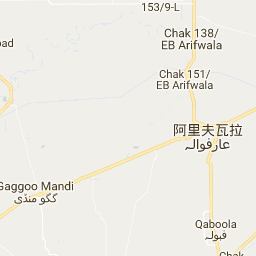 153/9-L
Chak 138/
EB Arifwala
ad
Chak 151/
EB Arifwala
阿里夫瓦拉
عارفوالہ
Gaggoo Mandi
ککو منڈی
Qaboola
قبولہ
Chak